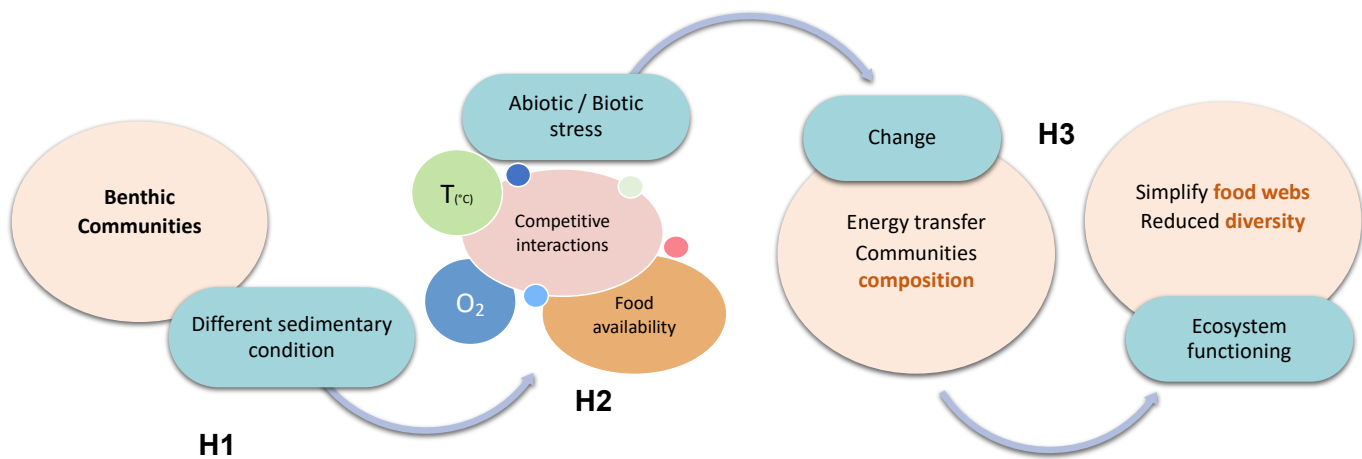 Benthic
Communities
Different sedimentary
condition
H1
Abiotic / Biotic
stress
T(°C)
Competitive
interactions
O₂
Food
availability
H2
Change
Energy transfer
Communities
composition
H3
Simplify food webs
Reduced diversity
Ecosystem
functioning